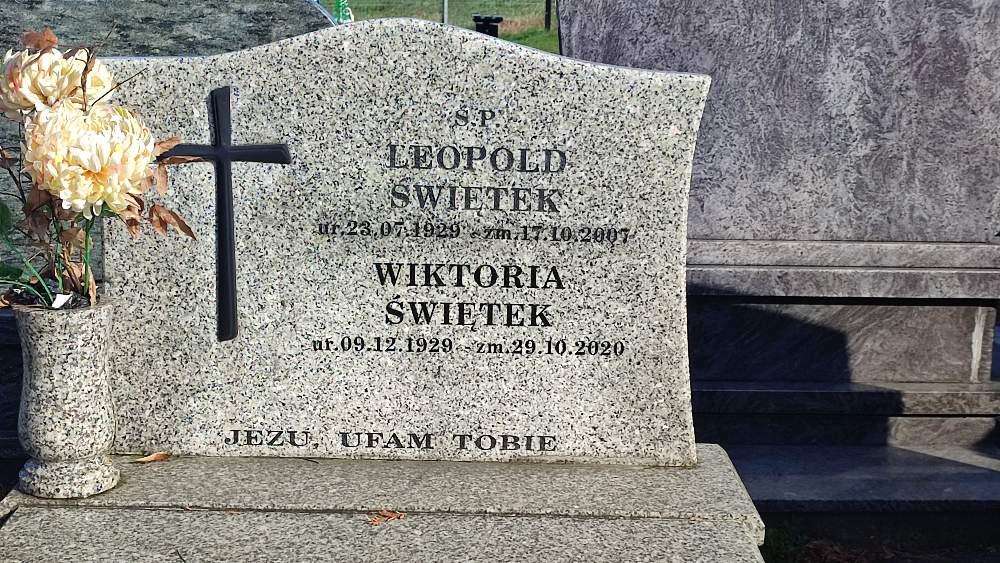 Ś.P.
LEOPOLD
ŚWIĘTEK
ur.23.07.1929 - zm.17.10.2007
WIKTORIA
ŚWIĘTEK
ur.09.12.1929 - zm.29.10.2020
JEZU, UFAM TOBIE